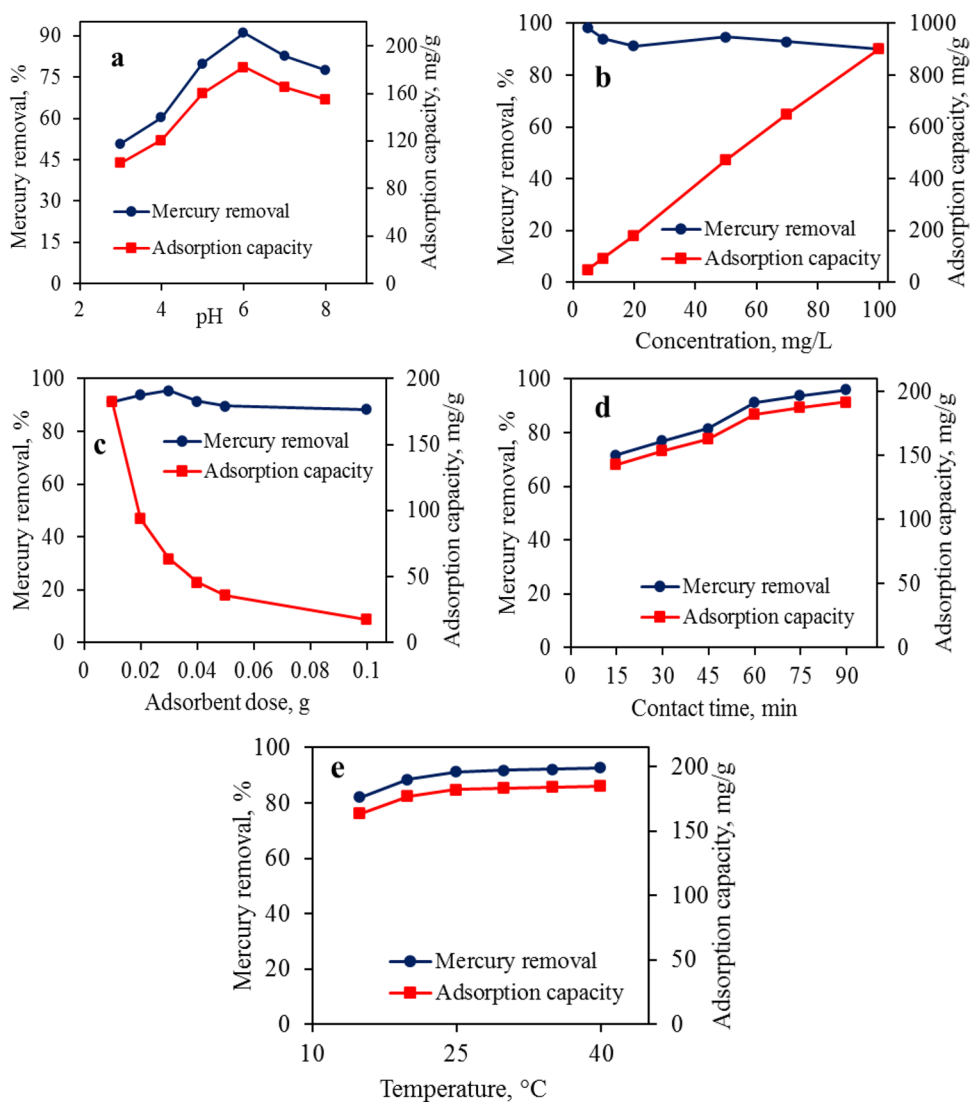 a
Mercury removal, %
90
75
60
45
30
15
0
Adsorption capacity, mg/g
200
160
120
80
40
0
Mercury removal
Adsorption capacity
2 4 6 8
pH
b
Mercury removal, %
100
80
60
40
20
0
Adsorption capacity, mg/g
1000
800
600
400
200
0
Mercury removal
Adsorption capacity
0 20 40 60 80 100
Concentration, mg/L
c
Mercury removal, %
100
80
60
40
20
0
Adsorption capacity, mg/g
200
150
100
50
0
Mercury removal
Adsorption capacity
0 0.02 0.04 0.06 0.08 0.1
Adsorbent dose, g
d
Mercury removal, %
100
80
60
40
20
0
Adsorption capacity, mg/g
200
150
100
50
0
Mercury removal
Adsorption capacity
0 15 30 45 60 75 90
Contact time, min
e
Mercury removal, %
100
80
60
40
20
0
Adsorption capacity, mg/g
200
150
100
50
0
Mercury removal
Adsorption capacity
10 25 40
Temperature, °C